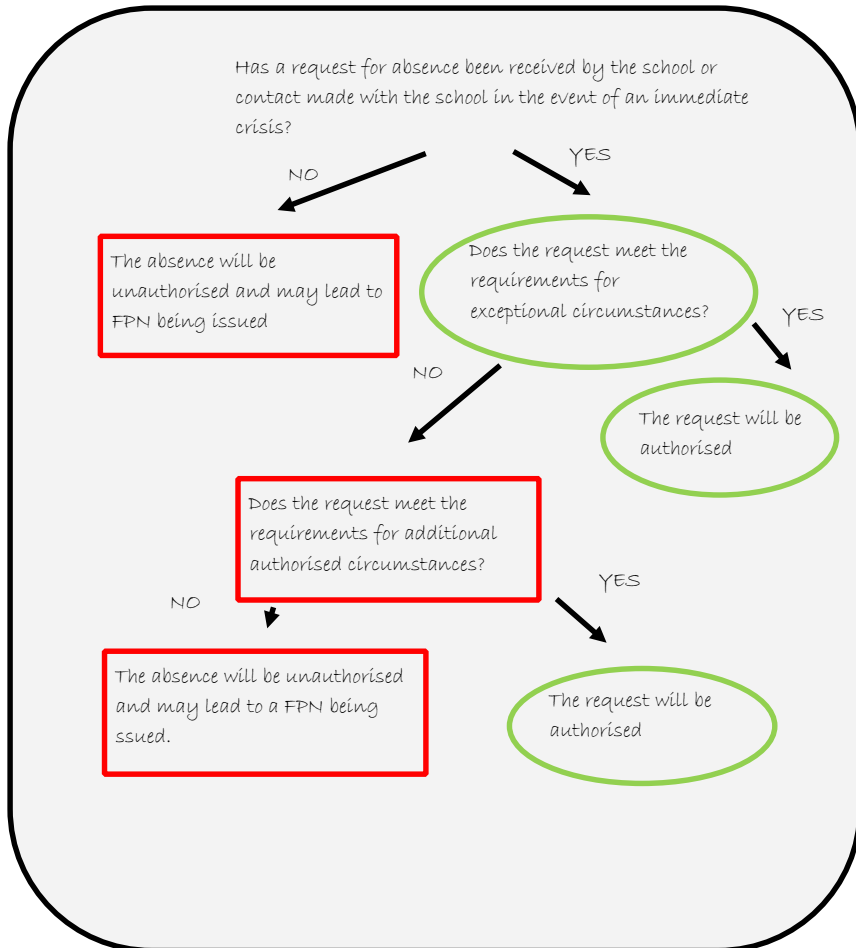 Has a request for absence been received by the school or
contact made with the school in the event of an immediate
crisis?
NO
YES
The absence will be
unauthorised and may lead to
FPN being issued
Does the request meet the
requirements for
exceptional circumstances?
YES
NO
The request will be
authorised
Does the request meet the
requirements for additional
authorised circumstances?
NO
YES
The absence will be unauthorised
and may lead to a FPN being
ssued.
The request will be
authorised